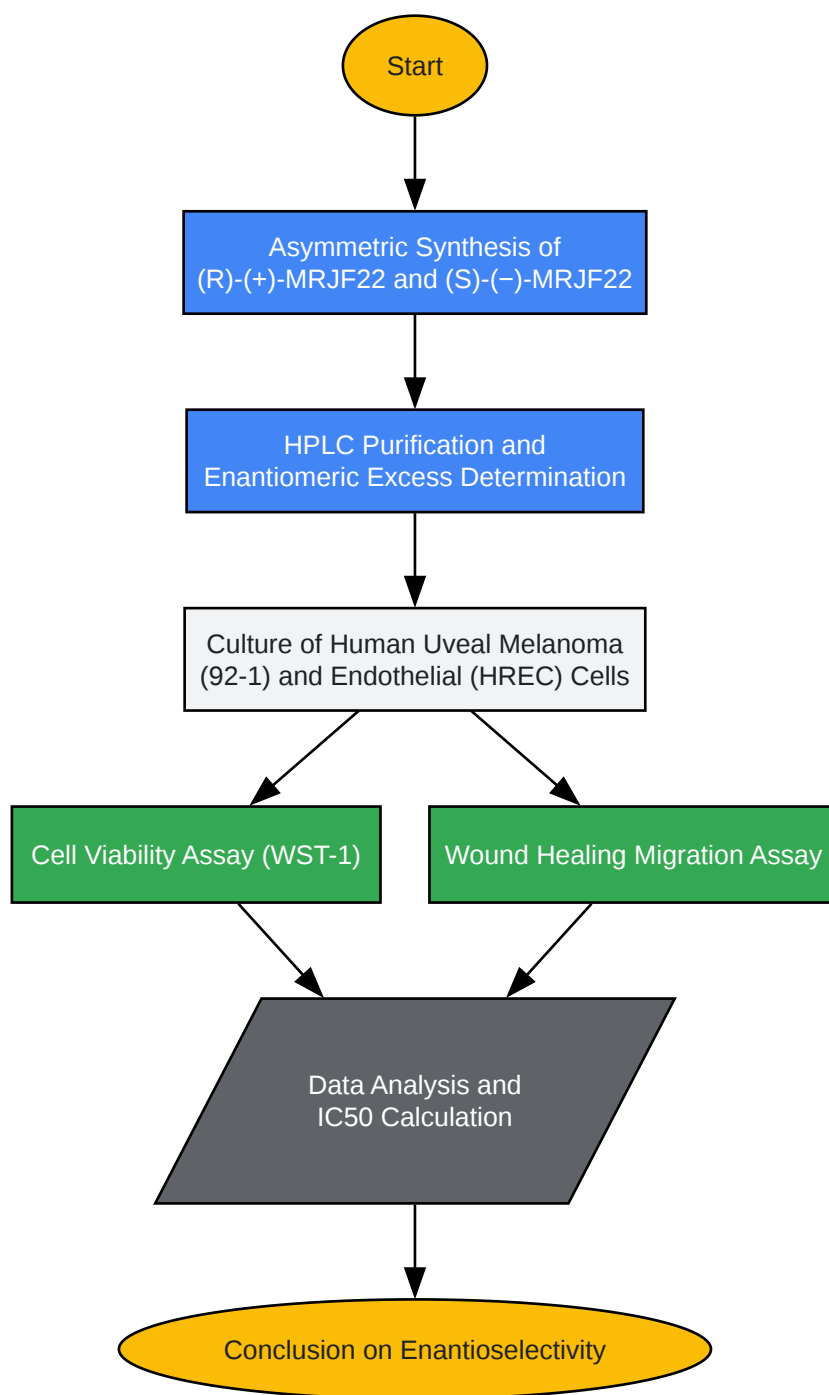 Start
Asymmetric Synthesis of
(R)-(+)-MRJF22 and (S)-(−)-MRJF22
HPLC Purification and
Enantiomeric Excess Determination
Culture of Human Uveal Melanoma
(92-1) and Endothelial (HREC) Cells
Cell Viability Assay (WST-1)
Wound Healing Migration Assay
Data Analysis and
IC50 Calculation
Conclusion on Enantioselectivity